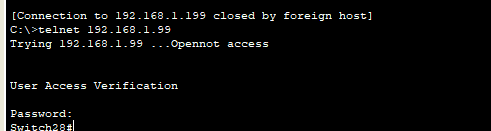 [Connection to 192.168.1.199 closed by foreign host]
C:\>telnet 192.168.1.99
Trying 192.168.1.99 ...Opennot access
User Access Verification
Password:
Switch28#